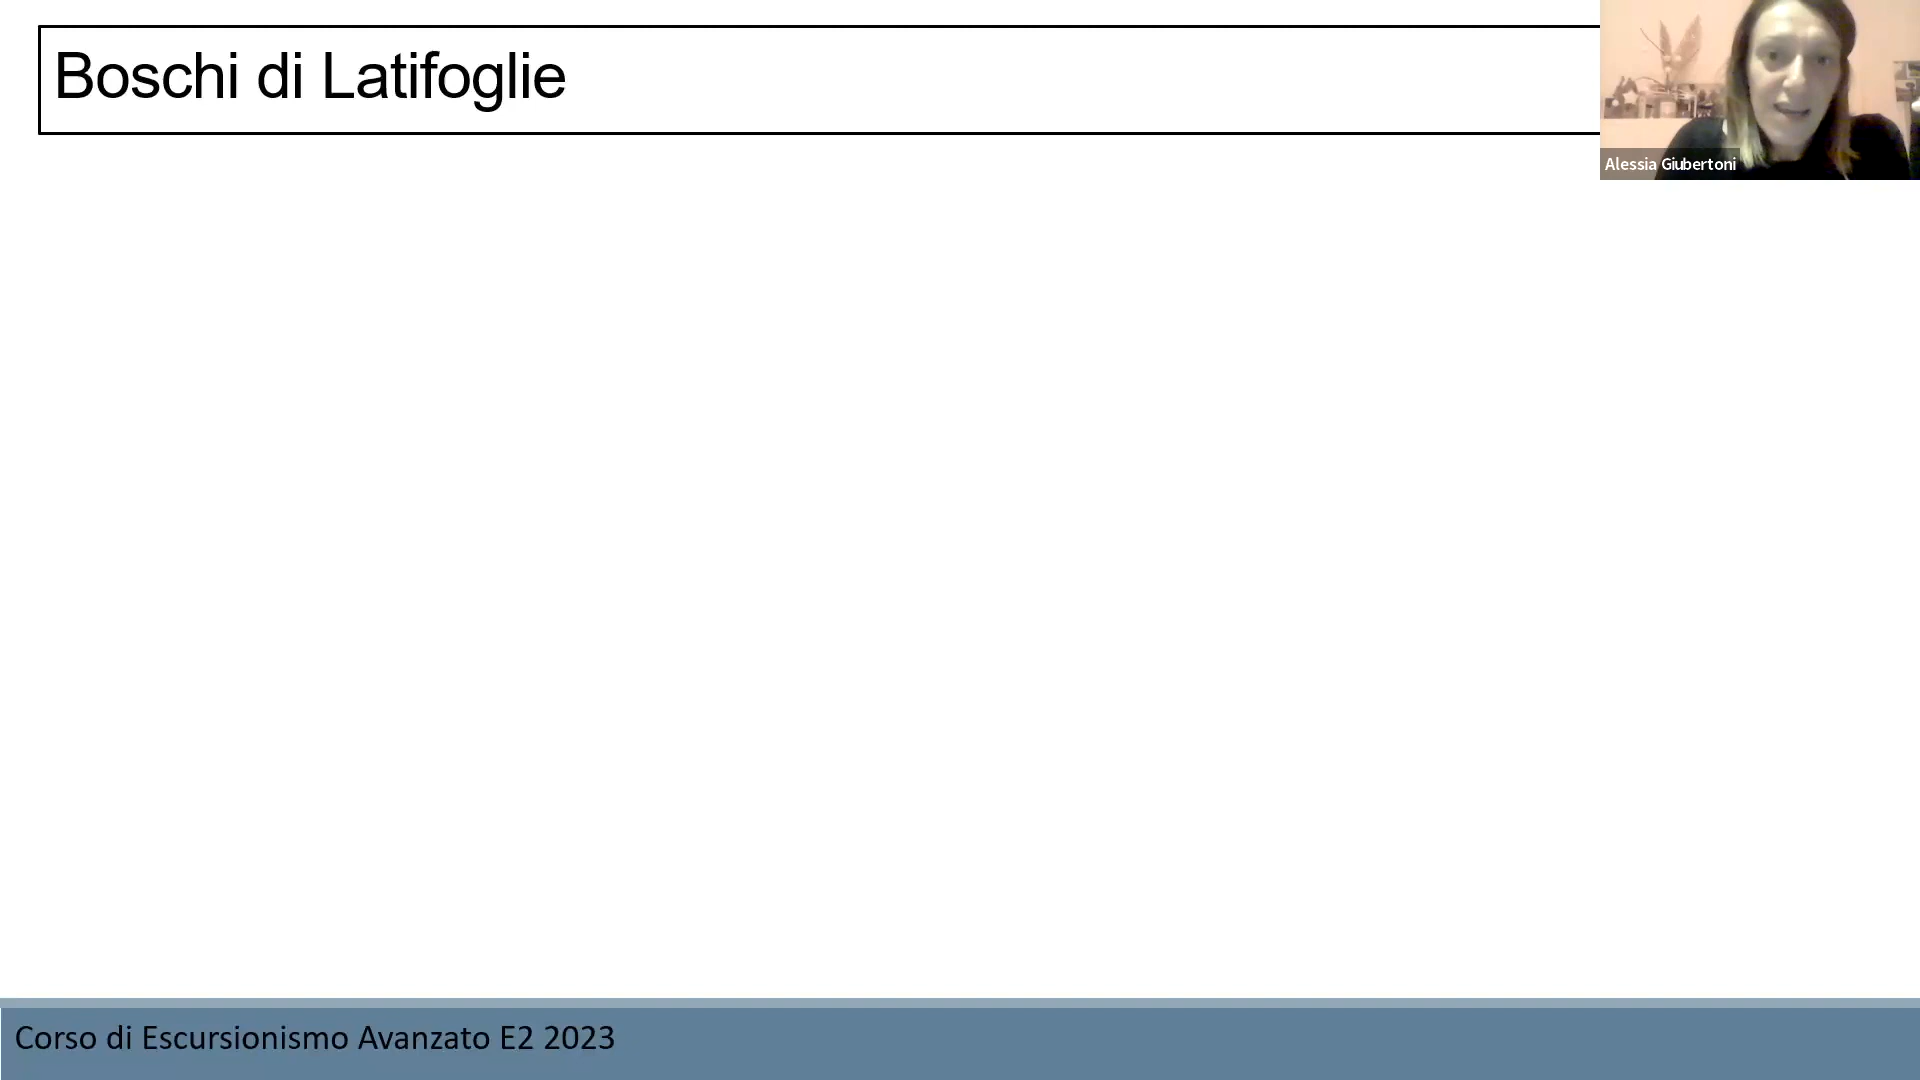 Boschi di Latifoglie
Alessia Giubertoni
Corso di Escursionismo Avanzato E2 2023